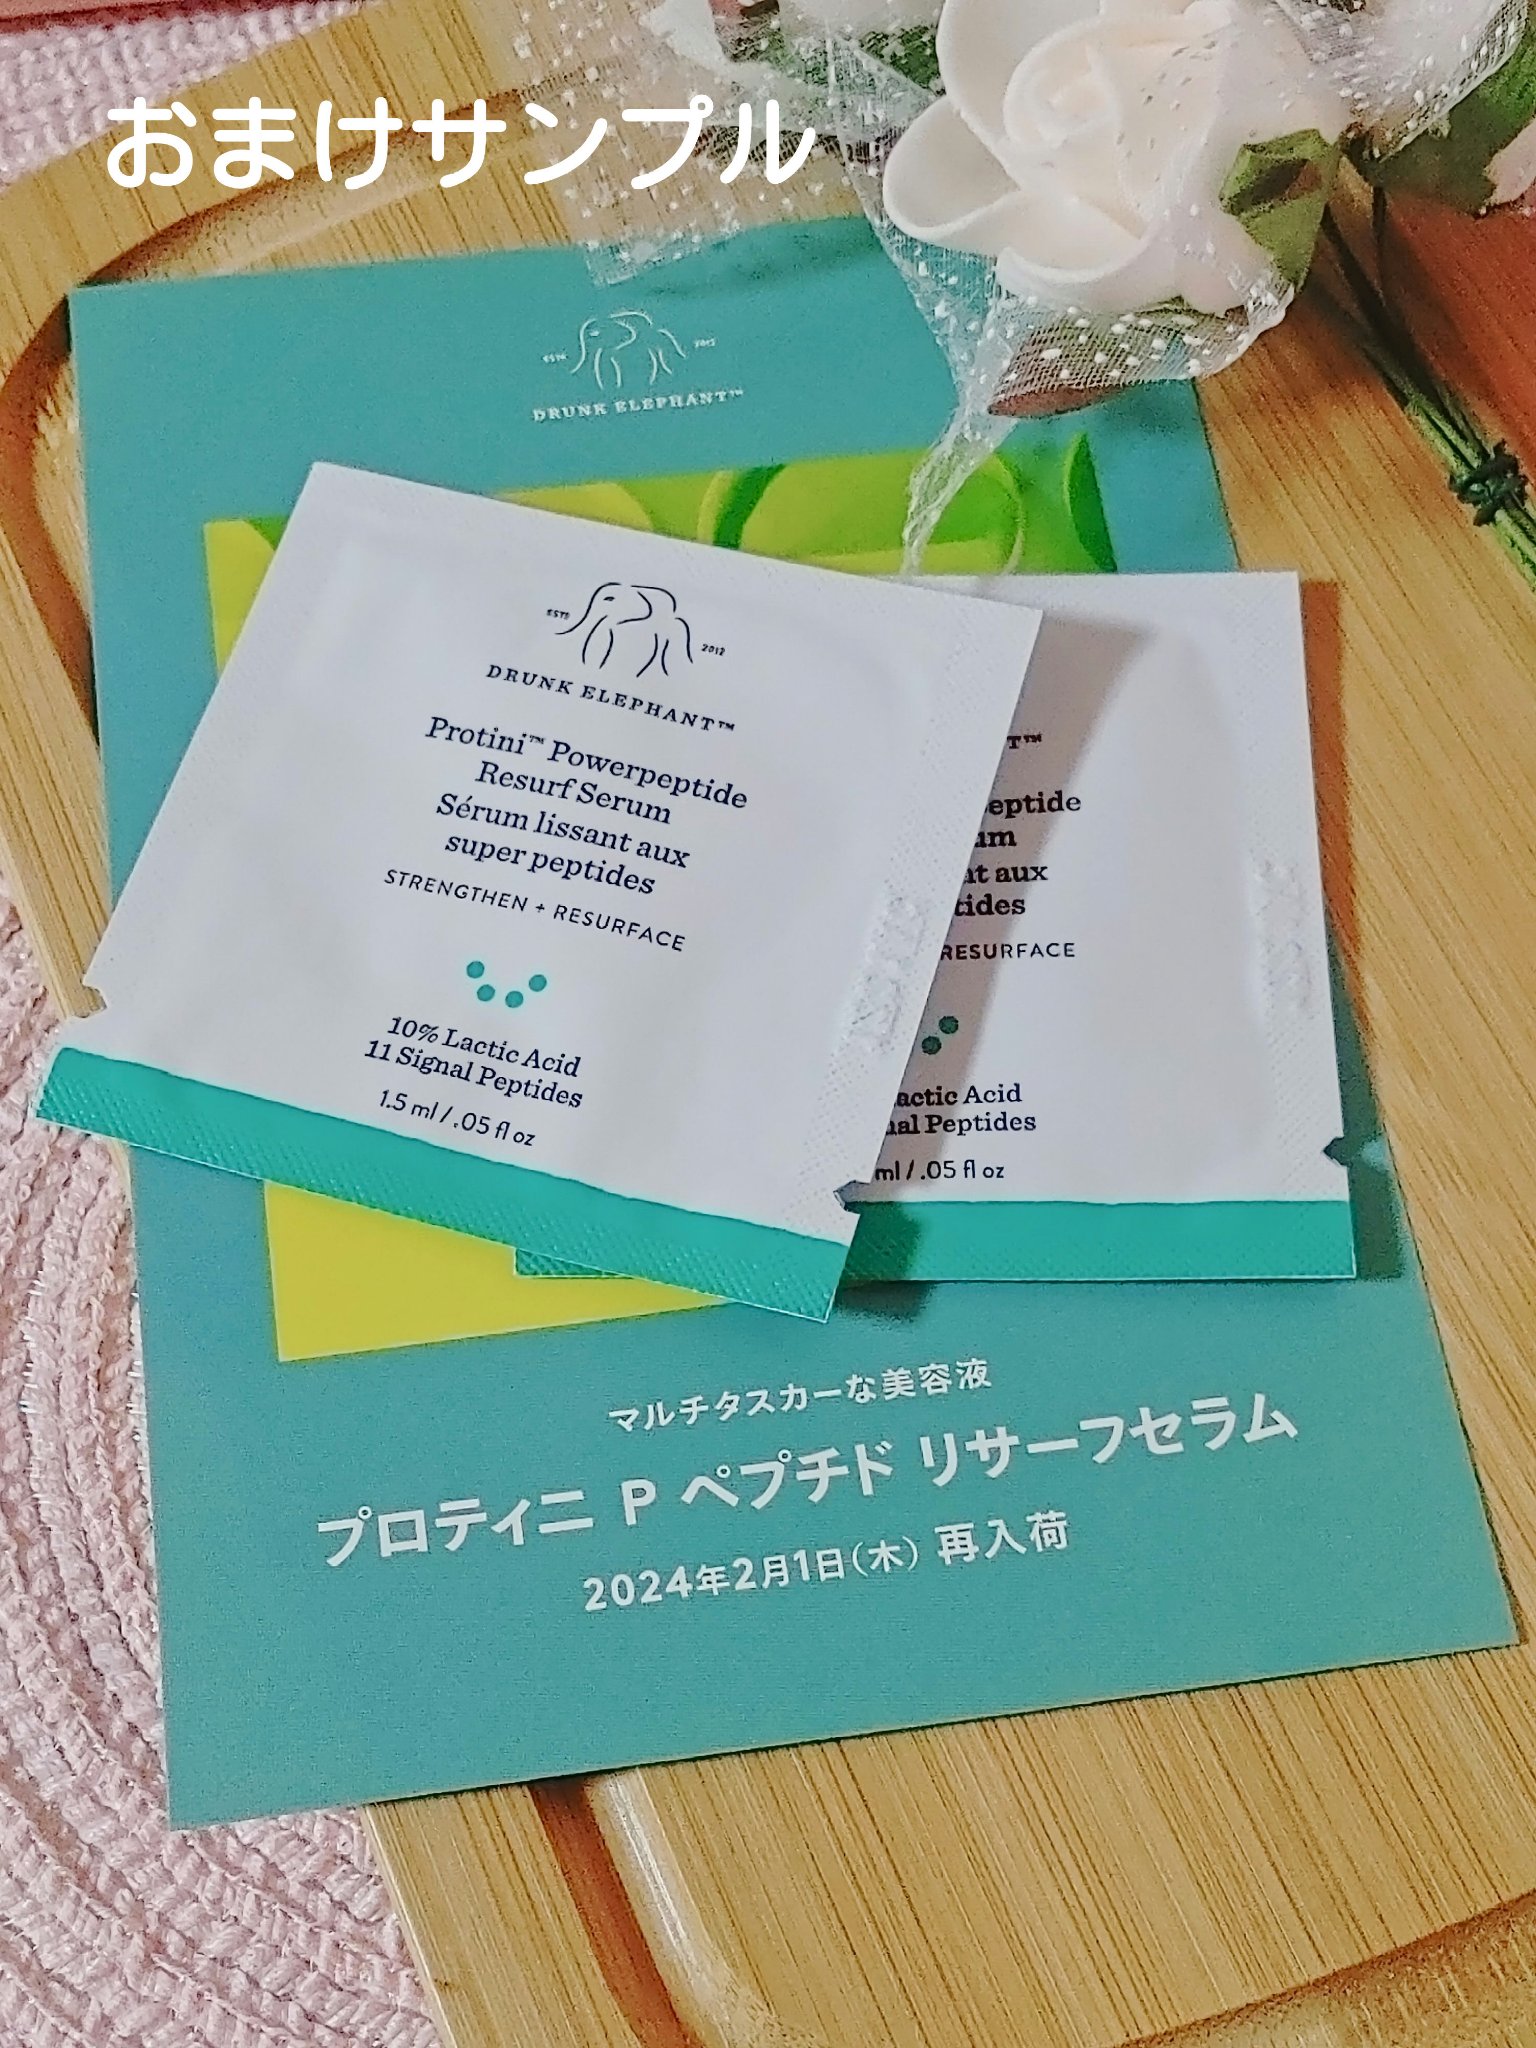 おまけサンプル
DRUNK ELEPHANT™
ESTD 2012
DRUNK ELEPHANT™
Protini™ Powerpeptide
Resurf Serum
Sérum lissant aux
super peptides
STRENGTHEN + RESURFACE
10% Lactic Acid
11 Signal Peptides
1.5 ml / .05 fl oz
T™
peptide
um
nt aux
tides
RESURFACE
actic Acid
nal Peptides
ml / .05 fl oz
マルチタスカーな美容液
プロティニ P ペプチド リサーフセラム
2024年2月1日(木) 再入荷